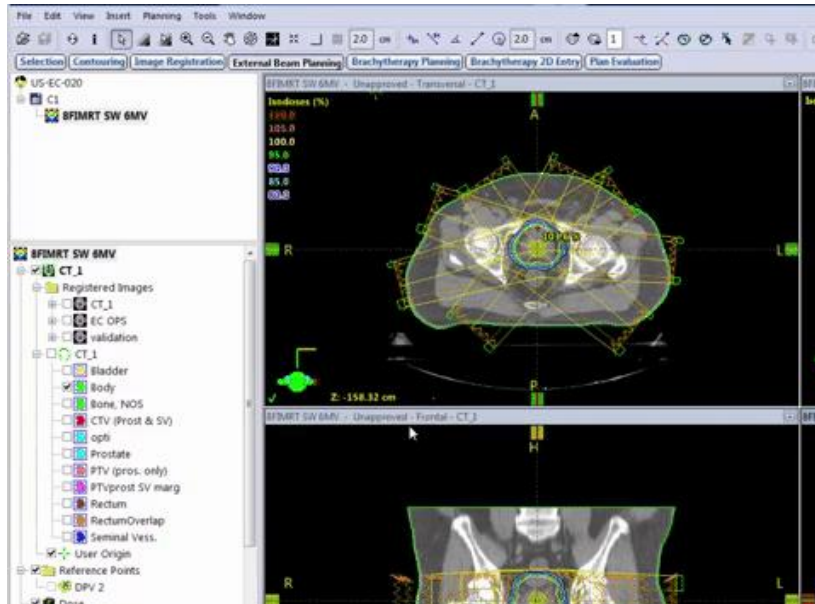 File Edit View Insert Planning Tools Window
2.0 cm 2.0 cm 1
Selection Contouring Image Registration External Beam Planning Brachytherapy Planning Brachytherapy 2D Entry Plan Evaluation
US-EC-020
C1
8FIMRT SW 6MV
8FIMRT SW 6MV - Unapproved - Transversal - CT_1
Isodoses (%)
105.0
100.0
95.0
85.0
A
R
L
P
Z: -158.32 cm
8FIMRT SW 6MV
CT_1
Registered Images
CT_1
EC OPS
validation
CT_1
Bladder
Body
Bone, NOS
CTV (Prost & SV)
opti
Prostate
PTV (pros. only)
PTVprost SV marg
Rectum
RectumOverlap
Seminal Vess.
User Origin
Reference Points
DPV 2
Dose
8FIMRT SW 6MV - Unapproved - Frontal - CT_1
H
R
L